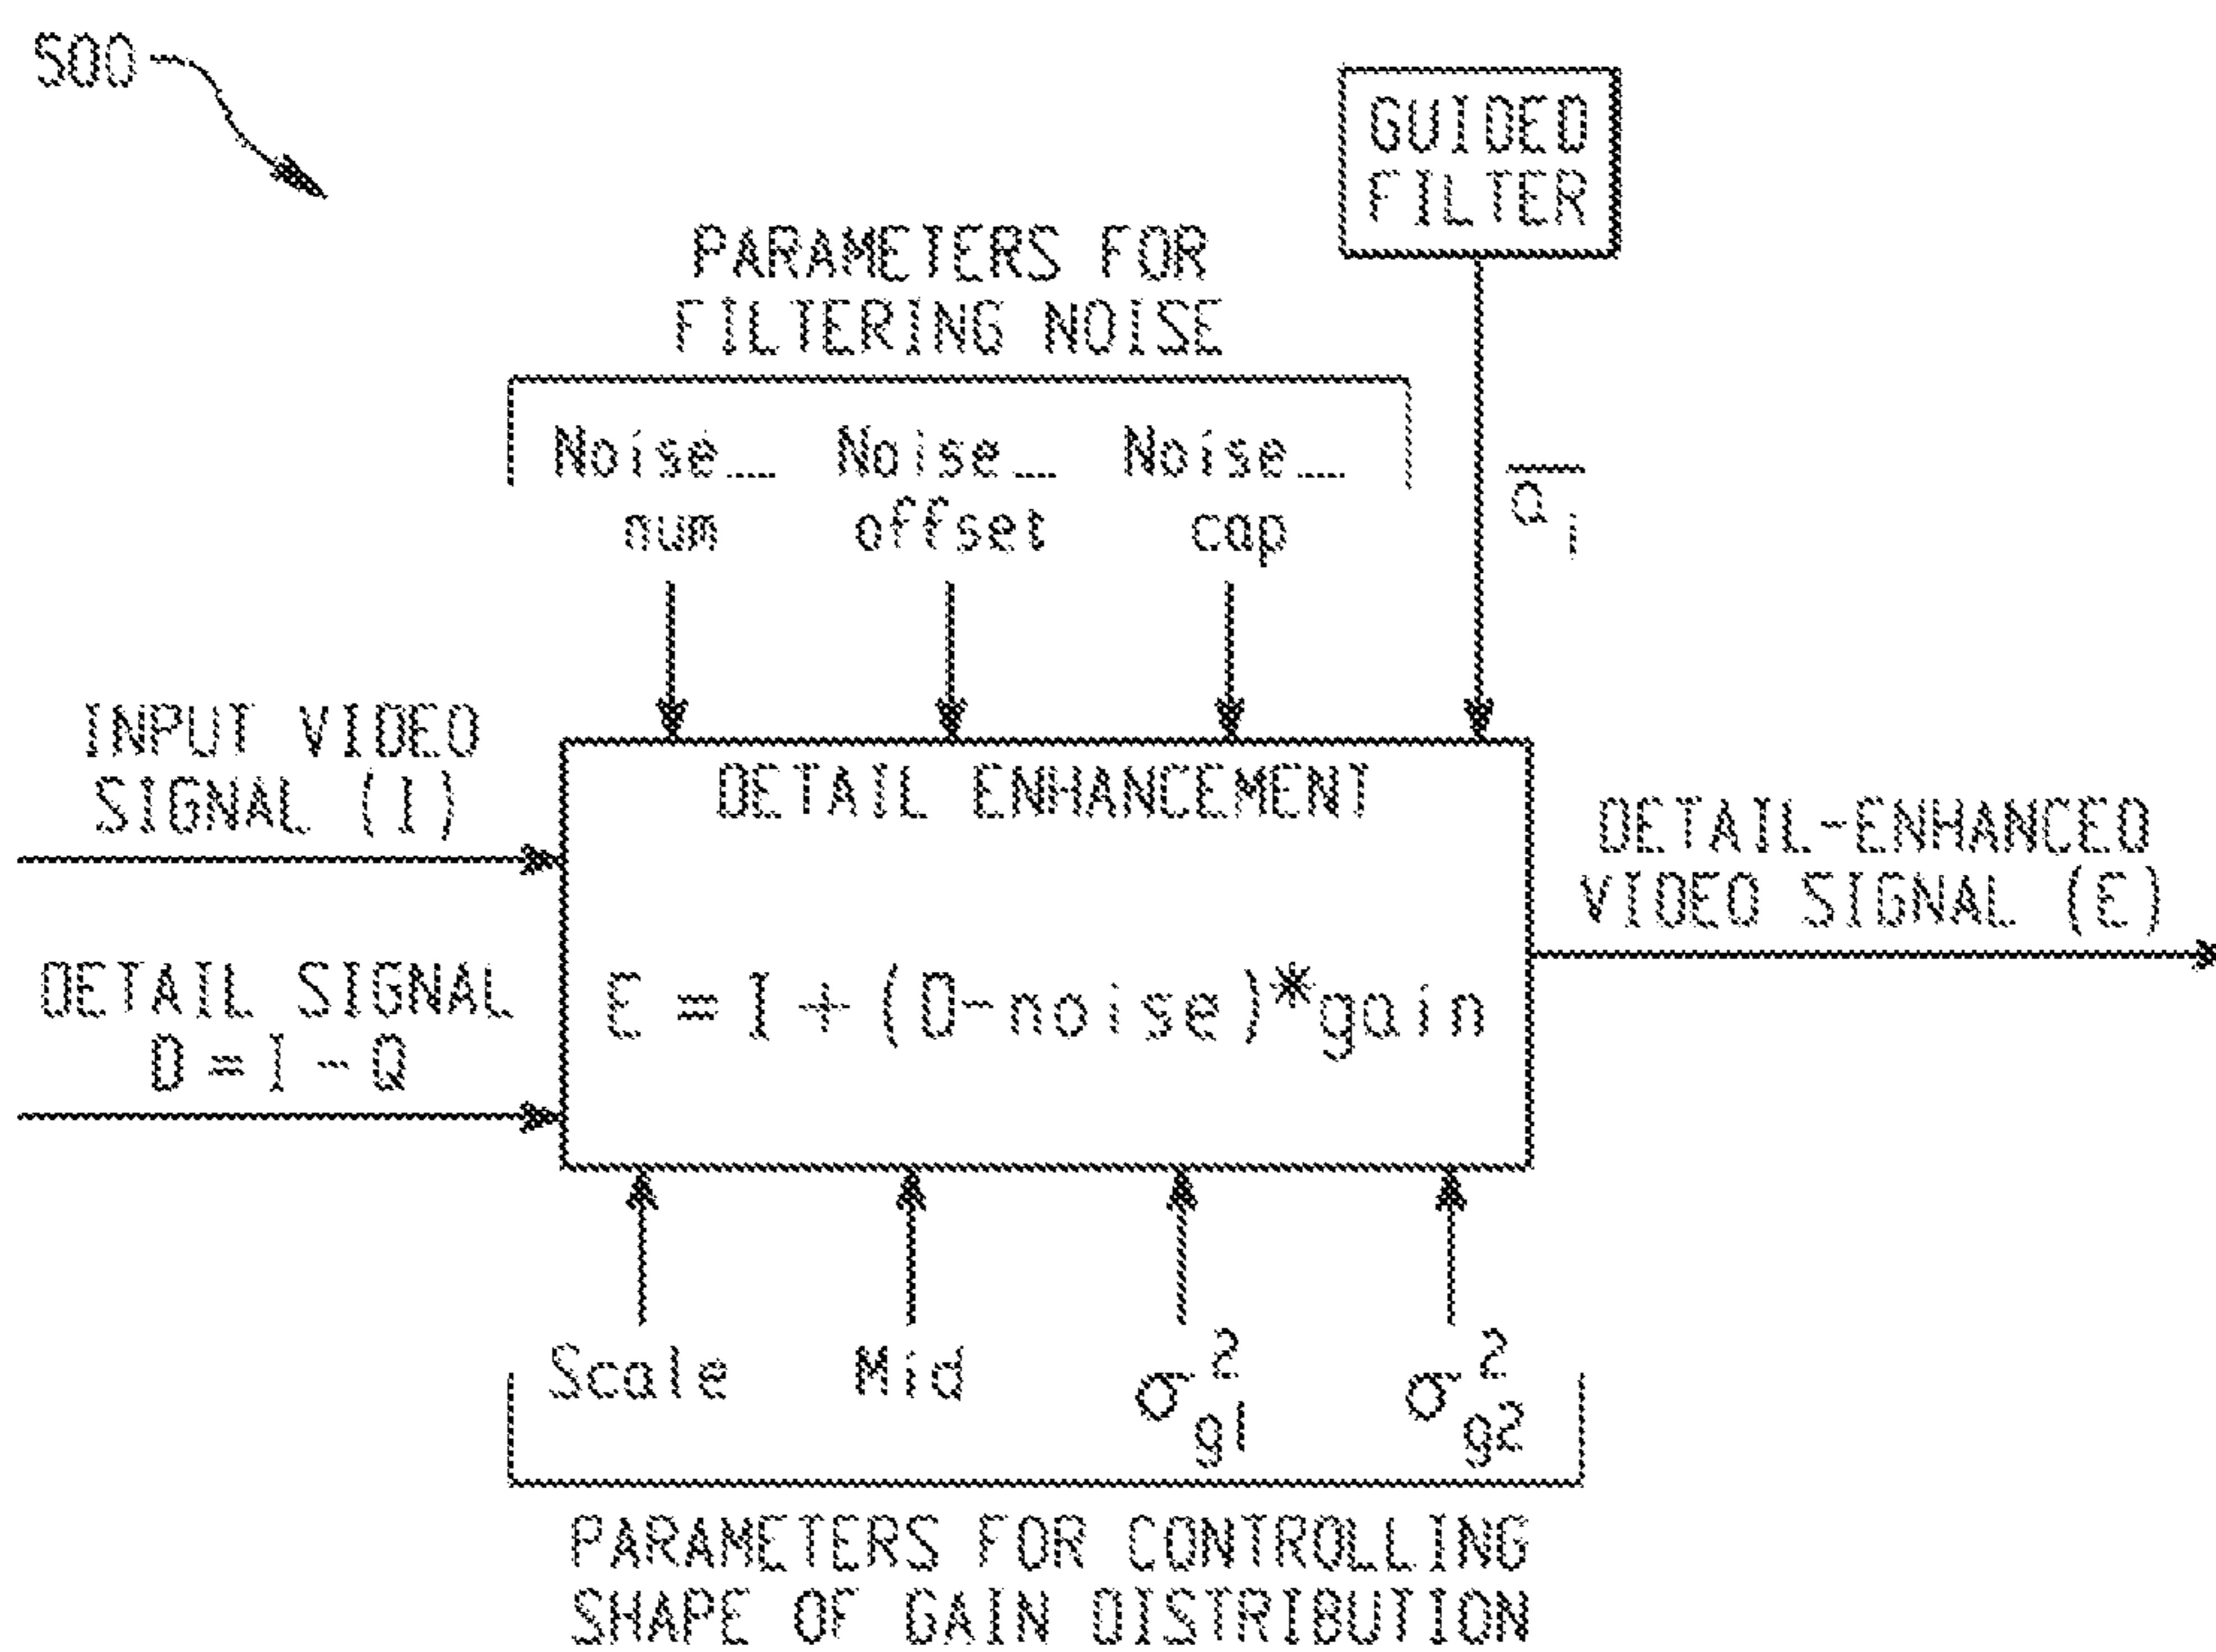 500
GUIDED
FILTER
PARAMETERS FOR
FILTERING NOISE
Noise_ Noise_ Noise_
num offset cap
a̅ᵢ
INPUT VIDEO
SIGNAL (I)
DETAIL SIGNAL
D=I-Q
DETAIL ENHANCEMENT
E=I+(D-noise)*gain
DETAIL-ENHANCED
VIDEO SIGNAL (E)
Scale Mid σ²g1 σ²g2
PARAMETERS FOR CONTROLLING
SHAPE OF GAIN DISTRIBUTION